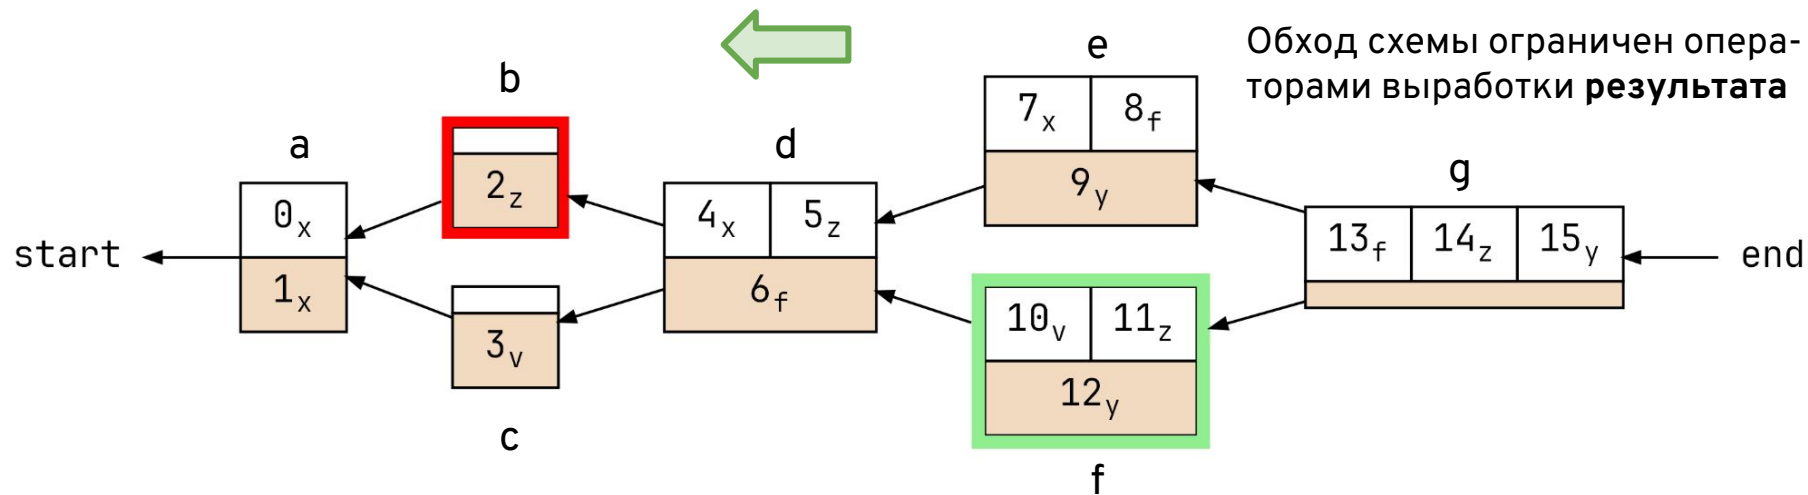 Обход схемы ограничен опера-
торами выработки результата
e
b
7x 8f
a
d
2z
9y
g
0x
4x 5z
13f 14z 15y
start
end
1x
6f
10v 11z
3v
12y
c
f